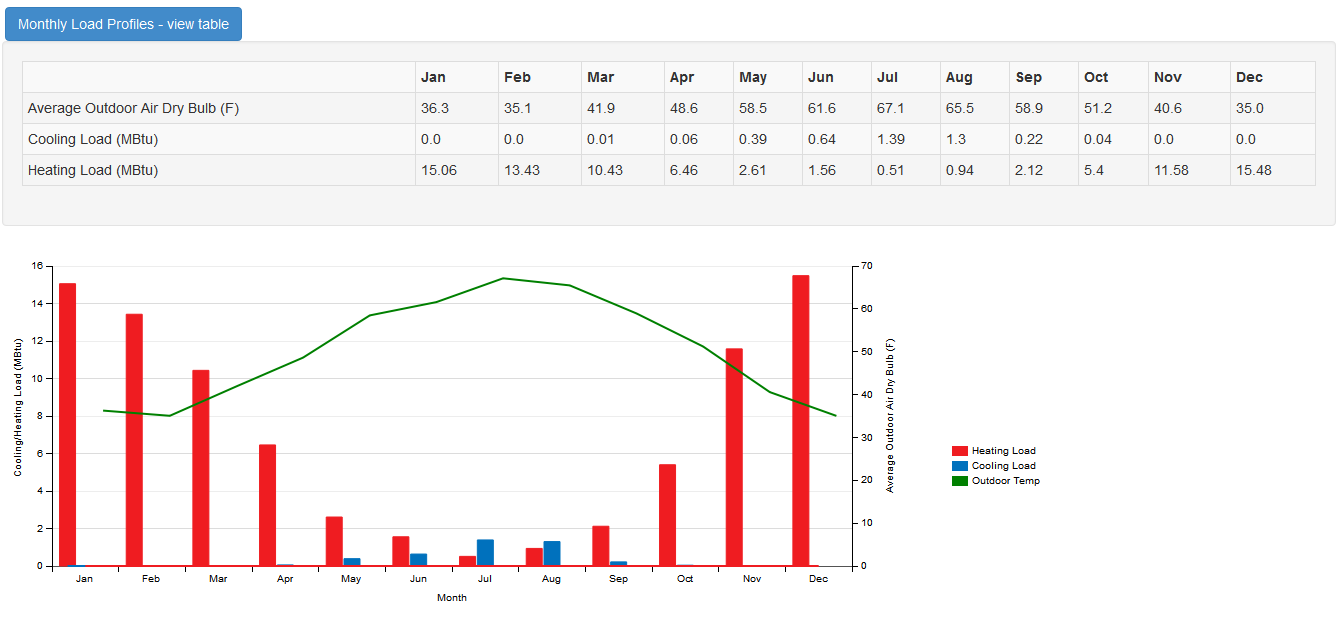 Monthly Load Profiles - view table
Jan Feb Mar Apr May Jun Jul Aug Sep Oct Nov Dec
Average Outdoor Air Dry Bulb (F) 36.3 35.1 41.9 48.6 58.5 61.6 67.1 65.5 58.9 51.2 40.6 35.0
Cooling Load (MBtu) 0.0 0.0 0.01 0.06 0.39 0.64 1.39 1.3 0.22 0.04 0.0 0.0
Heating Load (MBtu) 15.06 13.43 10.43 6.46 2.61 1.56 0.51 0.94 2.12 5.4 11.58 15.48
Cooling/Heating Load (MBtu)
16
14
12
10
8
6
4
2
0
Jan Feb Mar Apr May Jun Jul Aug Sep Oct Nov Dec
Month
70
60
50
40
30
20
10
0
Average Outdoor Air Dry Bulb (F)
Heating Load
Cooling Load
Outdoor Temp